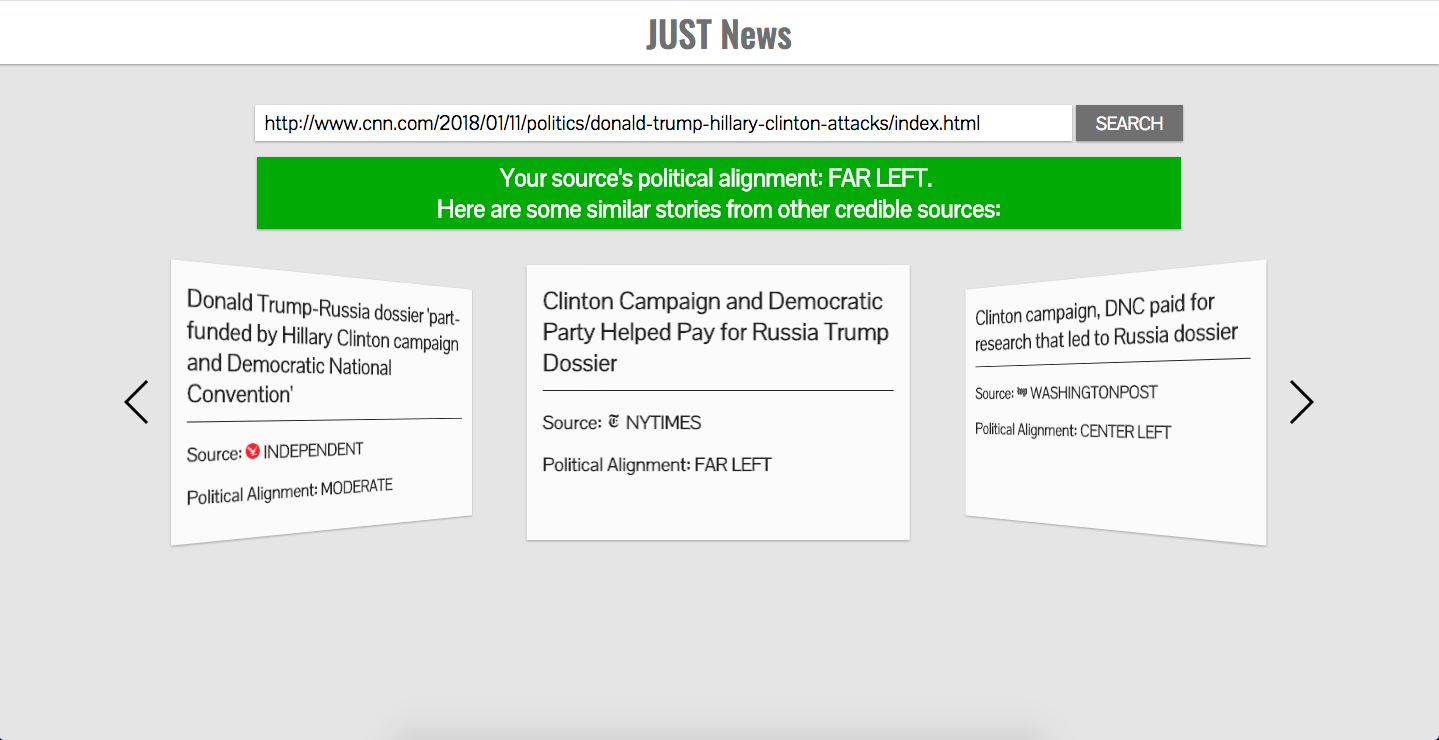 JUST News
http://www.cnn.com/2018/01/11/politics/donald-trump-hillary-clinton-attacks/index.html
SEARCH
Your source's political alignment: FAR LEFT.
Here are some similar stories from other credible sources:
Donald Trump-Russia dossier 'part-
funded by Hillary Clinton campaign
and Democratic National
Convention'
Source: INDEPENDENT
Political Alignment: MODERATE
Clinton Campaign and Democratic
Party Helped Pay for Russia Trump
Dossier
Source: NYTIMES
Political Alignment: FAR LEFT
Clinton campaign, DNC paid for
research that led to Russia dossier
Source: wp WASHINGTONPOST
Political Alignment: CENTER LEFT